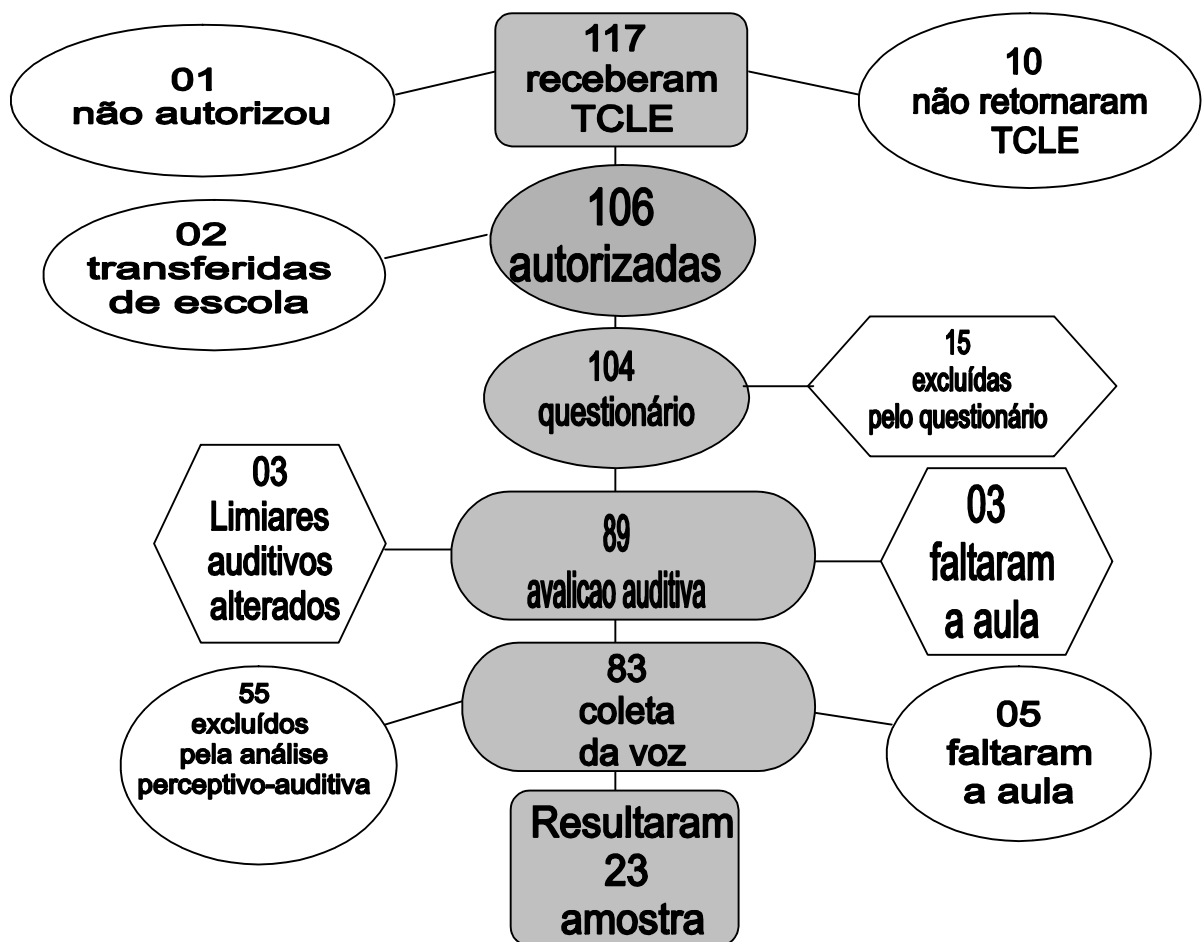 117
receberam
TCLE
01
não autorizou
10
não retornaram
TCLE
106
autorizadas
02
transferidas
de escola
104
questionário
15
excluídas
pelo questionário
03
Limiares
auditivos
alterados
89
avalicao auditiva
03
faltaram
a aula
83
coleta
da voz
55
excluídos
pela análise
perceptivo-auditiva
05
faltaram
a aula
Resultaram
23
amostra